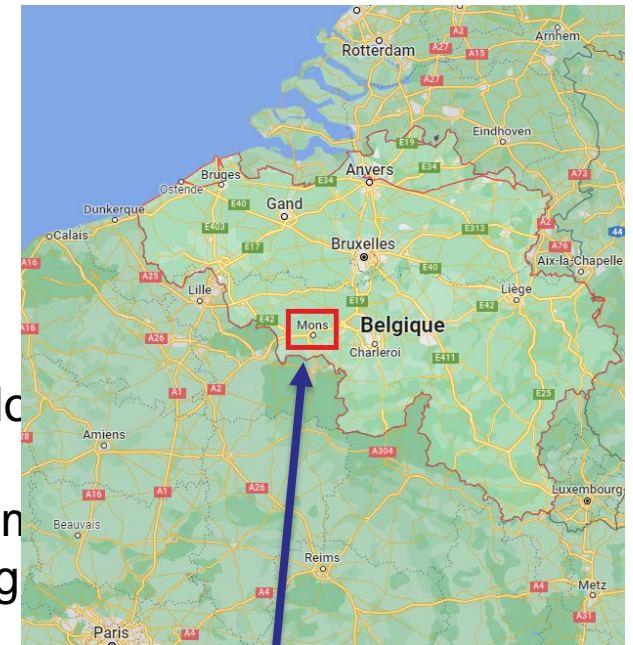 Rotterdam
A2
A27
A15
Arnhem
A27
Eindhoven
E19
A73
Bruges
Anvers
E34
E34
Ostende
Gand
Dunkerque
E40
E403
E313
A2
44
Calais
Bruxelles
A76
E17
Aix-la-Chapelle
A16
A25
E40
Lille
Liège
E19
E42
E42
A16
Mons
Belgique
A26
Charleroi
E411
A1
A2
E25
Amiens
A304
A26
A16
A1
Luxembourg
Beauvais
Reims
A4
A4
Metz
Paris
A4
A31